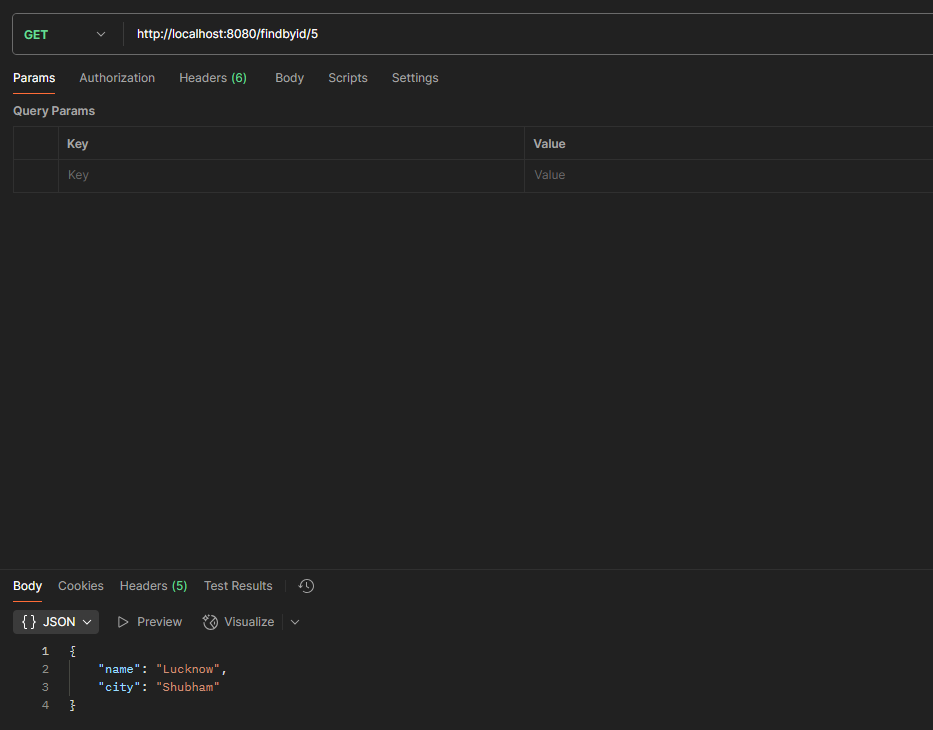 GET http://localhost:8080/findbyid/5
Params Authorization Headers (6) Body Scripts Settings
Query Params
Key Value
Key Value
Body Cookies Headers (5) Test Results
{} JSON Preview Visualize
1 {
2 "name": "Lucknow",
3 "city": "Shubham"
4 }